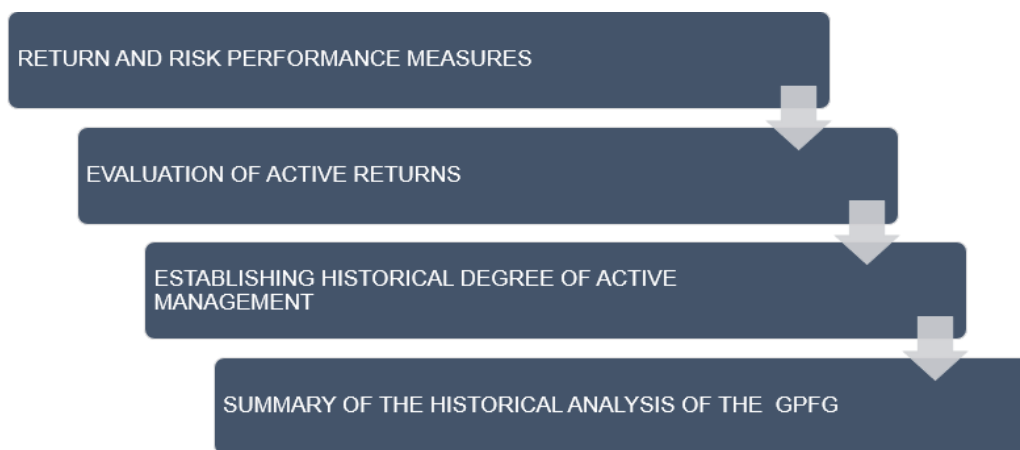 RETURN AND RISK PERFORMANCE MEASURES
EVALUATION OF ACTIVE RETURNS
ESTABLISHING HISTORICAL DEGREE OF ACTIVE
MANAGEMENT
SUMMARY OF THE HISTORICAL ANALYSIS OF THE GPFG